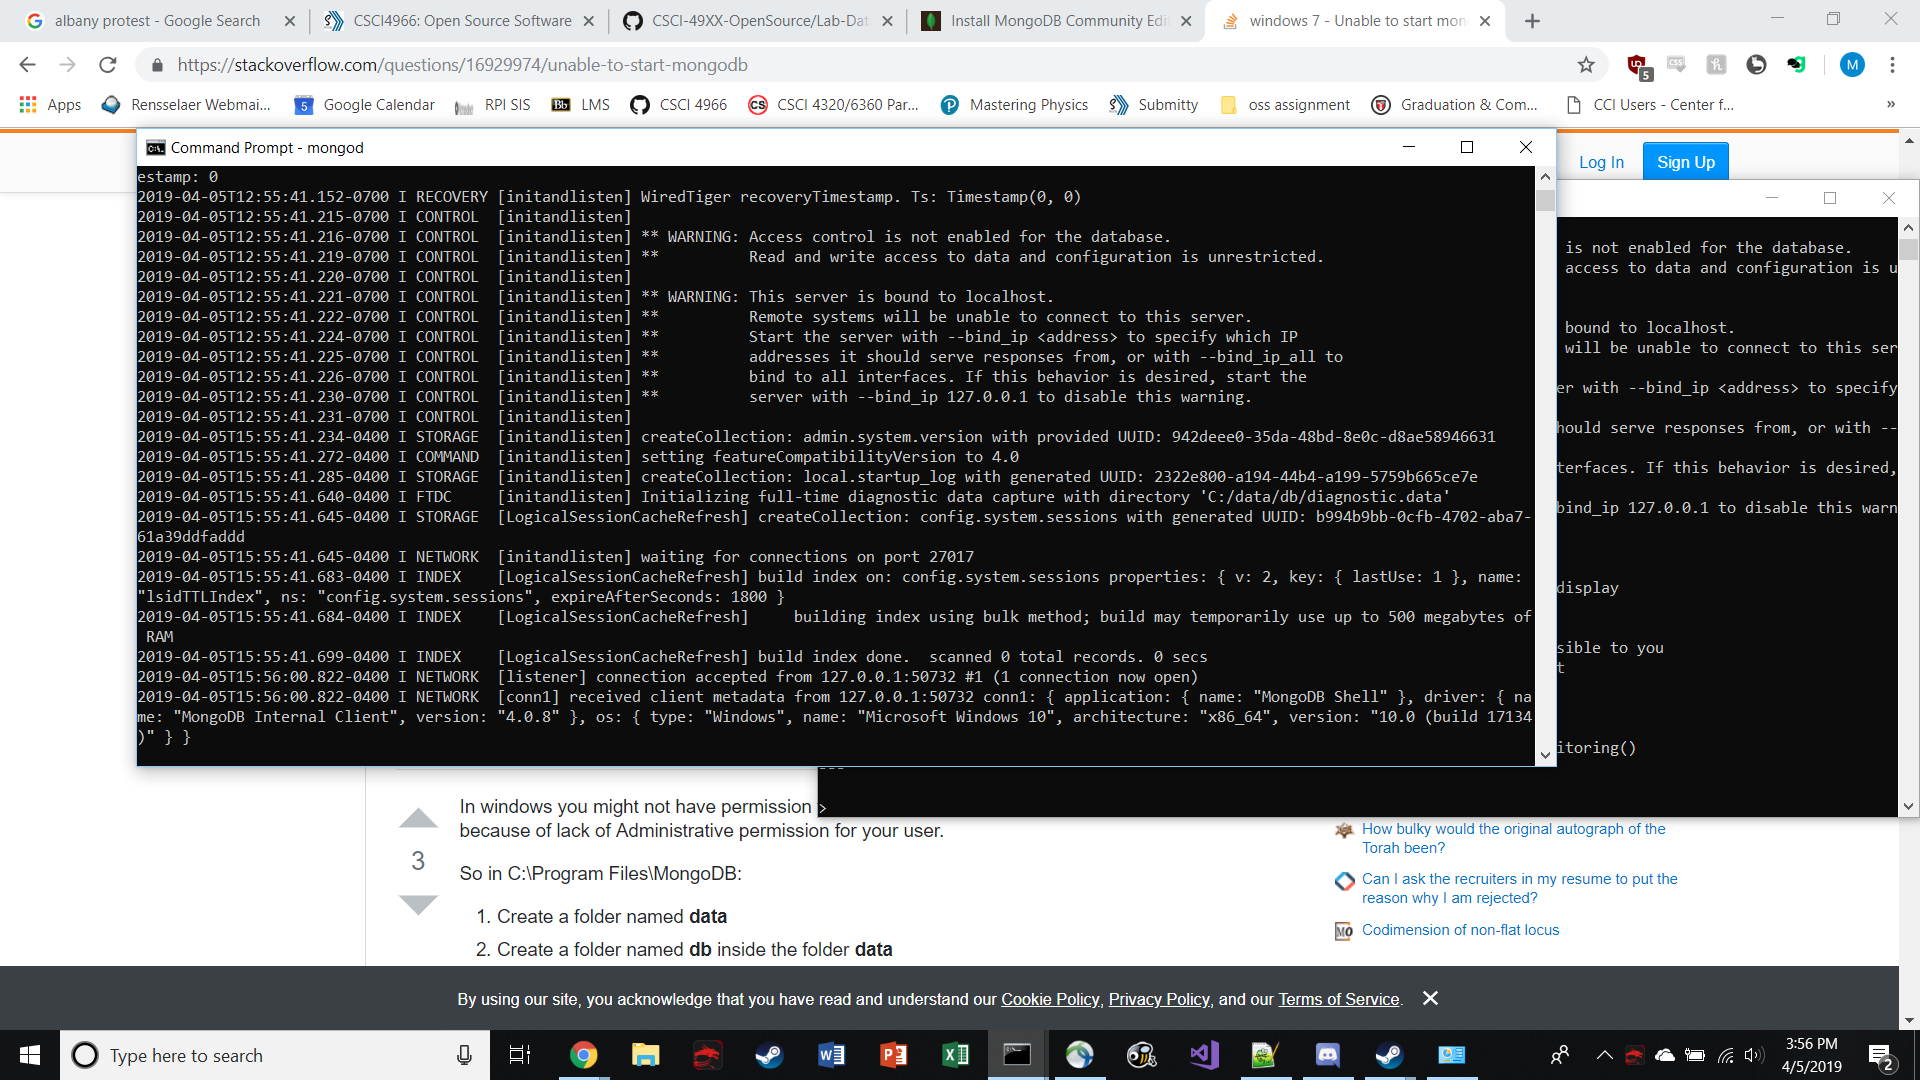 albany protest - Google Search
CSCI4966: Open Source Software
CSCI-49XX-OpenSource/Lab-Dat
Install MongoDB Community Edi
windows 7 - Unable to start mon
https://stackoverflow.com/questions/16929974/unable-to-start-mongodb
5
M
Apps
Rensselaer Webmai...
5 Google Calendar
RPI SIS
Bb LMS
CSCI 4966
CS CSCI 4320/6360 Par...
Mastering Physics
Submitty
oss assignment
Graduation & Com...
CCI Users - Center f...
»
Log In
Sign Up
Command Prompt - mongod
estamp: 0
2019-04-05T12:55:41.152-0700 I RECOVERY [initandlisten] WiredTiger recoveryTimestamp. Ts: Timestamp(0, 0)
2019-04-05T12:55:41.215-0700 I CONTROL  [initandlisten]
2019-04-05T12:55:41.216-0700 I CONTROL  [initandlisten] ** WARNING: Access control is not enabled for the database.
2019-04-05T12:55:41.219-0700 I CONTROL  [initandlisten] **          Read and write access to data and configuration is unrestricted.
2019-04-05T12:55:41.220-0700 I CONTROL  [initandlisten]
2019-04-05T12:55:41.221-0700 I CONTROL  [initandlisten] ** WARNING: This server is bound to localhost.
2019-04-05T12:55:41.222-0700 I CONTROL  [initandlisten] **          Remote systems will be unable to connect to this server.
2019-04-05T12:55:41.224-0700 I CONTROL  [initandlisten] **          Start the server with --bind_ip <address> to specify which IP
2019-04-05T12:55:41.225-0700 I CONTROL  [initandlisten] **          addresses it should serve responses from, or with --bind_ip_all to
2019-04-05T12:55:41.226-0700 I CONTROL  [initandlisten] **          bind to all interfaces. If this behavior is desired, start the
2019-04-05T12:55:41.230-0700 I CONTROL  [initandlisten] **          server with --bind_ip 127.0.0.1 to disable this warning.
2019-04-05T12:55:41.231-0700 I CONTROL  [initandlisten]
2019-04-05T15:55:41.234-0400 I STORAGE  [initandlisten] createCollection: admin.system.version with provided UUID: 942deee0-35da-48bd-8e0c-d8ae58946631
2019-04-05T15:55:41.272-0400 I COMMAND  [initandlisten] setting featureCompatibilityVersion to 4.0
2019-04-05T15:55:41.285-0400 I STORAGE  [initandlisten] createCollection: local.startup_log with generated UUID: 2322e800-a194-44b4-a199-5759b665ce7e
2019-04-05T15:55:41.640-0400 I FTDC     [initandlisten] Initializing full-time diagnostic data capture with directory 'C:/data/db/diagnostic.data'
2019-04-05T15:55:41.645-0400 I STORAGE  [LogicalSessionCacheRefresh] createCollection: config.system.sessions with generated UUID: b994b9bb-0cfb-4702-aba7-
61a39ddfaddd
2019-04-05T15:55:41.645-0400 I NETWORK  [initandlisten] waiting for connections on port 27017
2019-04-05T15:55:41.683-0400 I INDEX    [LogicalSessionCacheRefresh] build index on: config.system.sessions properties: { v: 2, key: { lastUse: 1 }, name:
"lsidTTLIndex", ns: "config.system.sessions", expireAfterSeconds: 1800 }
2019-04-05T15:55:41.684-0400 I INDEX    [LogicalSessionCacheRefresh]     building index using bulk method; build may temporarily use up to 500 megabytes of
RAM
2019-04-05T15:55:41.699-0400 I INDEX    [LogicalSessionCacheRefresh] build index done.  scanned 0 total records. 0 secs
2019-04-05T15:56:00.822-0400 I NETWORK  [listener] connection accepted from 127.0.0.1:50732 #1 (1 connection now open)
2019-04-05T15:56:00.822-0400 I NETWORK  [conn1] received client metadata from 127.0.0.1:50732 conn1: { application: { name: "MongoDB Shell" }, driver: { na
me: "MongoDB Internal Client", version: "4.0.8" }, os: { type: "Windows", name: "Microsoft Windows 10", architecture: "x86_64", version: "10.0 (build 17134
)" } }
is not enabled for the database.
access to data and configuration is u
bound to localhost.
will be unable to connect to this ser
er with --bind_ip <address> to specify
hould serve responses from, or with --
terfaces. If this behavior is desired,
bind_ip 127.0.0.1 to disable this warn
display
sible to you
t
itoring()
---
>
In windows you might not have permission
because of lack of Administrative permission for your user.
3
So in C:\Program Files\MongoDB:
1. Create a folder named data
2. Create a folder named db inside the folder data
How bulky would the original autograph of the
Torah been?
Can I ask the recruiters in my resume to put the
reason why I am rejected?
MO Codimension of non-flat locus
By using our site, you acknowledge that you have read and understand our Cookie Policy, Privacy Policy, and our Terms of Service.
Type here to search
3:56 PM
4/5/2019
2